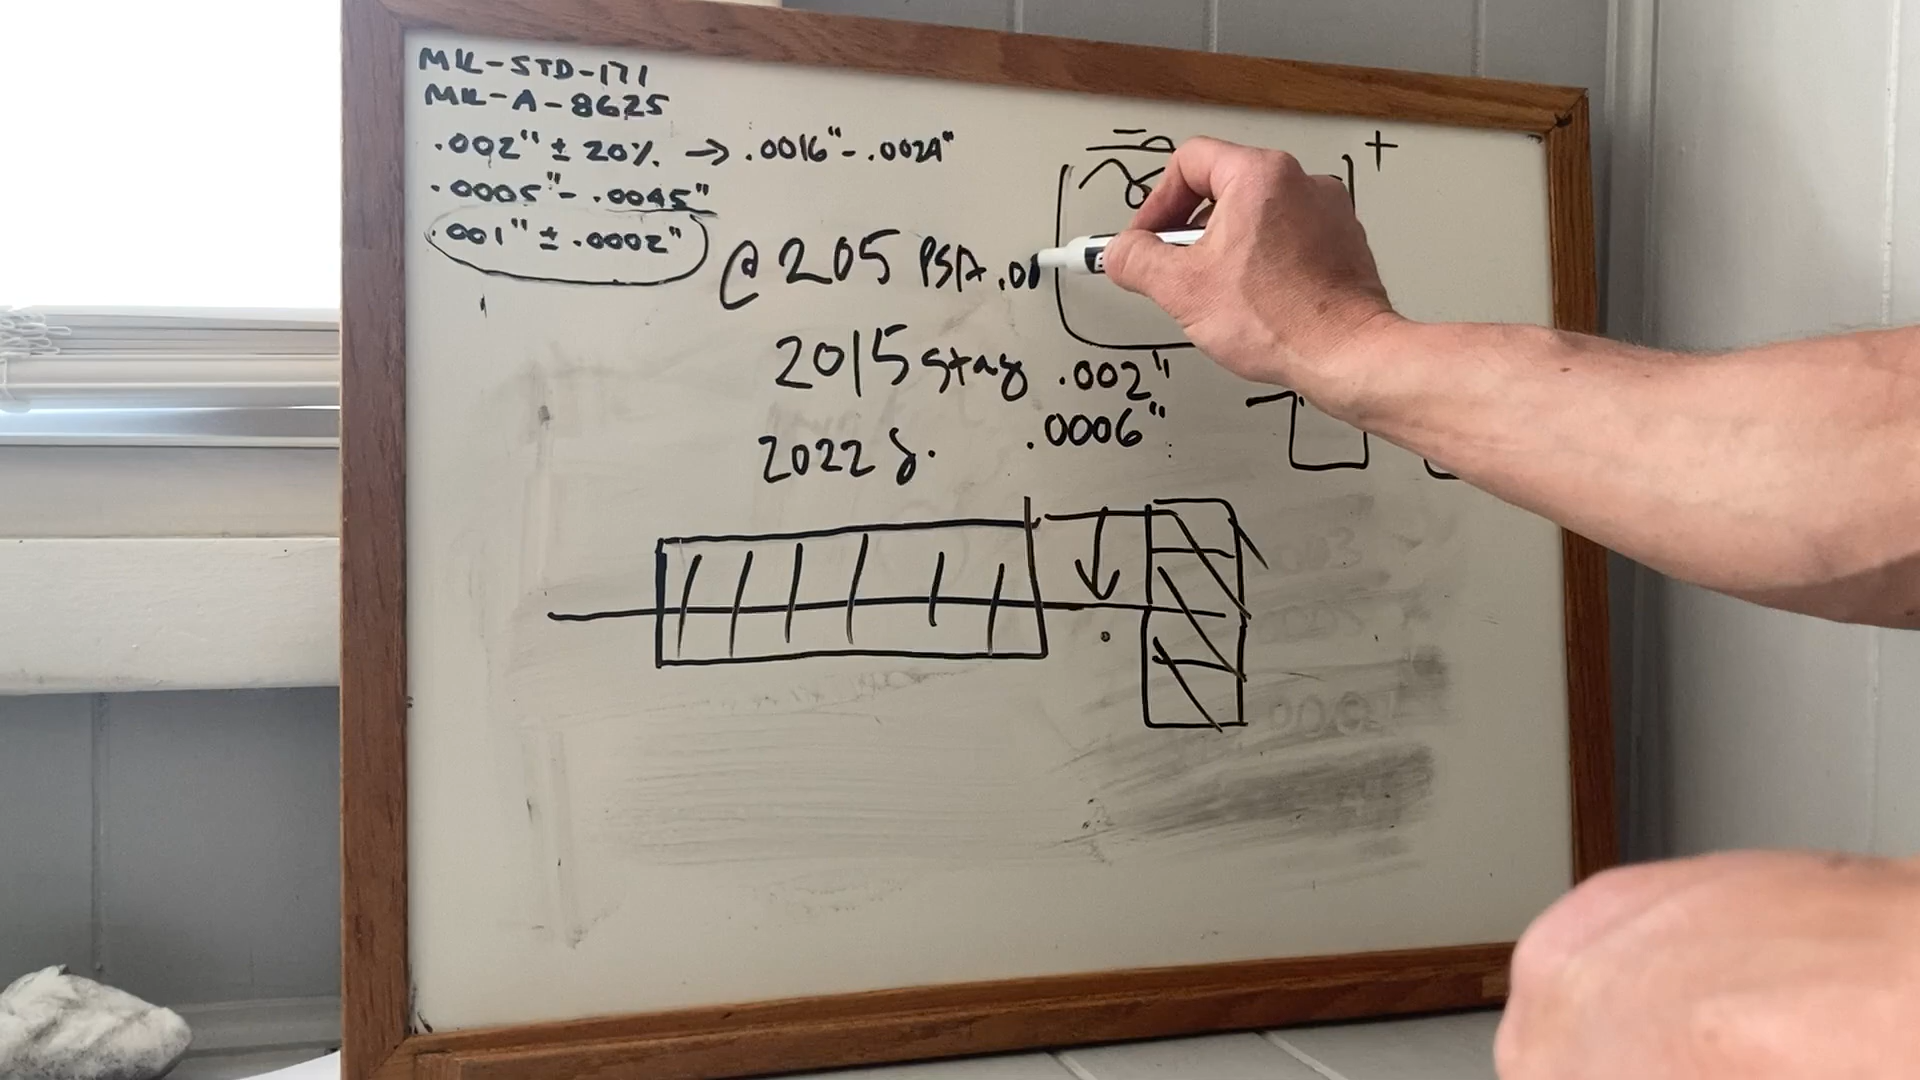 MIL-STD-171
MIL-A-8625
.002" ± 20% → .0016" - .0024"
.0005" - .0045"
.001" ± .0002"
@ 205 PSA .00
2015 stag .002"
2022 g. .0006"
- +